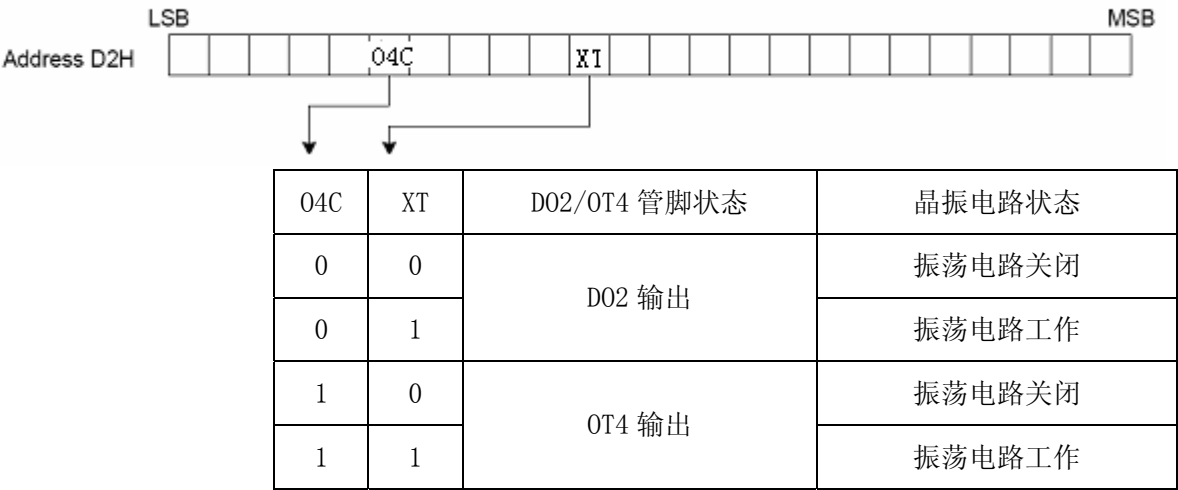 LSB MSB
Address D2H 04C XT
04C XT DO2/OT4 管脚状态 晶振电路状态
0 0 DO2 输出 振荡电路关闭
0 1 振荡电路工作
1 0 OT4 输出 振荡电路关闭
1 1 振荡电路工作